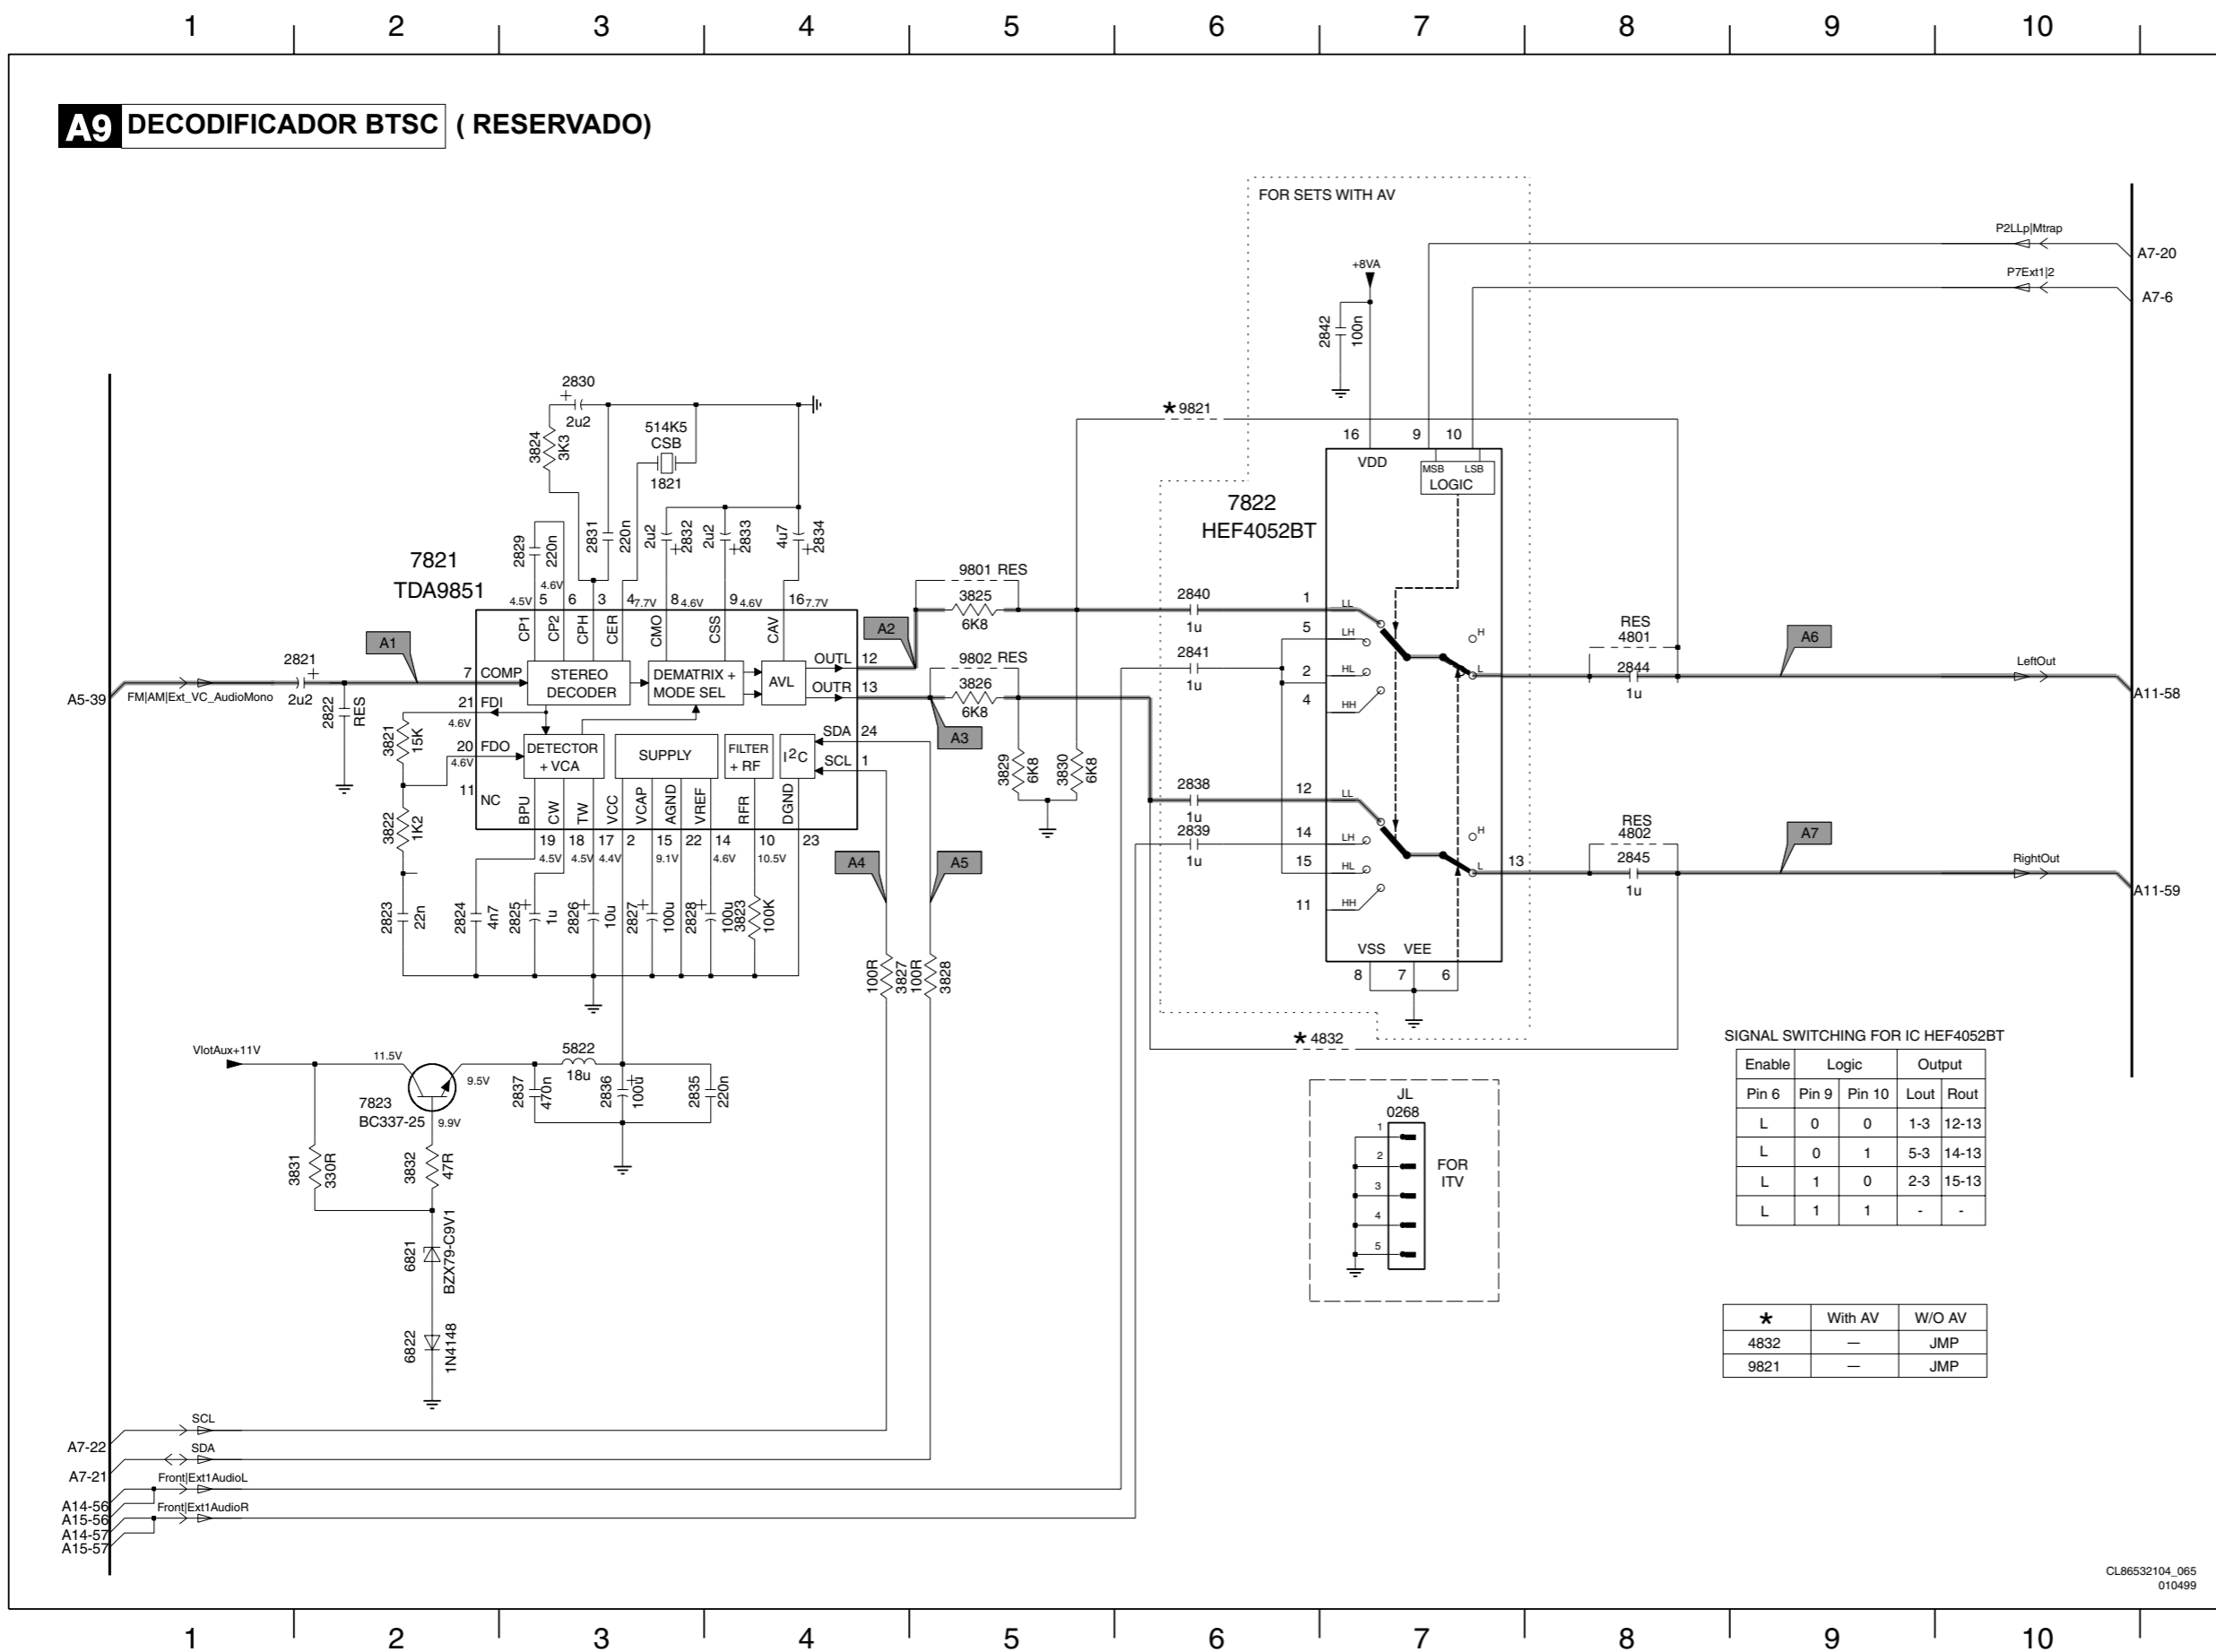 1 2 3 4 5 6 7 8 9 10
A9 DECODIFICADOR BTSC ( RESERVADO)
FOR SETS WITH AV
P2LLp|Mtrap
A7-20
+8VA
P7Ext1|2
A7-6
2842
100n
2830
+
2u2
3824
3K3
514K5
CSB
1821
★ 9821
16 9 10
VDD
MSB LSB
LOGIC
7822
HEF4052BT
2829
220n
2831
220n
2u2
+2832
2u2
+2833
4u7
+2834
7821
TDA9851
4.6V
4.5V 5 6 3 4 7.7V 8 4.6V 9 4.6V 16 7.7V
CP1 CP2 CPH CER CMO CSS CAV
9801 RES
3825
6K8
2840
1u
1 LL
5 LH
2 HL
4 HH
H
L
RES
4801
2844
1u
A6
LeftOut
A11-58
A1
A2
2821
+
2u2
7 COMP
STEREO
DECODER
DEMATRIX +
MODE SEL
AVL
OUTL 12
OUTR 13
9802 RES
3826
6K8
2841
1u
A5-39
FM|AM|Ext_VC_AudioMono
2822
RES
21 FDI
4.6V
3821
15K
20 FDO
4.6V
DETECTOR
+ VCA
SUPPLY
FILTER
+ RF
I2C
SDA 24
SCL 1
A3
3829
6K8
3830
6K8
11 NC
BPU CW TW VCC VCAP AGND VREF RFR DGND
3822
1K2
19 18 17 2 15 22 14 10 23
4.5V 4.5V 4.4V 9.1V 4.6V 10.5V
2838
1u
2839
1u
12 LL
14 LH
15 HL
11 HH
H
L
13
RES
4802
2845
1u
A7
RightOut
A11-59
A4
A5
2823
22n
2824
4n7
2825
+
1u
2826
+
10u
2827
+
100u
2828
+
100u
3823
100K
100R
3827
100R
3828
VSS VEE
8 7 6
★ 4832
VlotAux+11V
11.5V
9.5V
7823
BC337-25
9.9V
5822
18u
2837
470n
2836
+
100u
2835
220n
3831
330R
3832
47R
6821
BZX79-C9V1
6822
1N4148
JL
0268
1
2
3
4
5
FOR
ITV
SIGNAL SWITCHING FOR IC HEF4052BT
Enable Logic Output
Pin 6 Pin 9 Pin 10 Lout Rout
L 0 0 1-3 12-13
L 0 1 5-3 14-13
L 1 0 2-3 15-13
L 1 1 - -
★ With AV W/O AV
4832 — JMP
9821 — JMP
SCL
A7-22
SDA
A7-21
Front|Ext1AudioL
A14-56
A15-56
Front|Ext1AudioR
A14-57
A15-57
CL86532104_065
010499
1 2 3 4 5 6 7 8 9 10